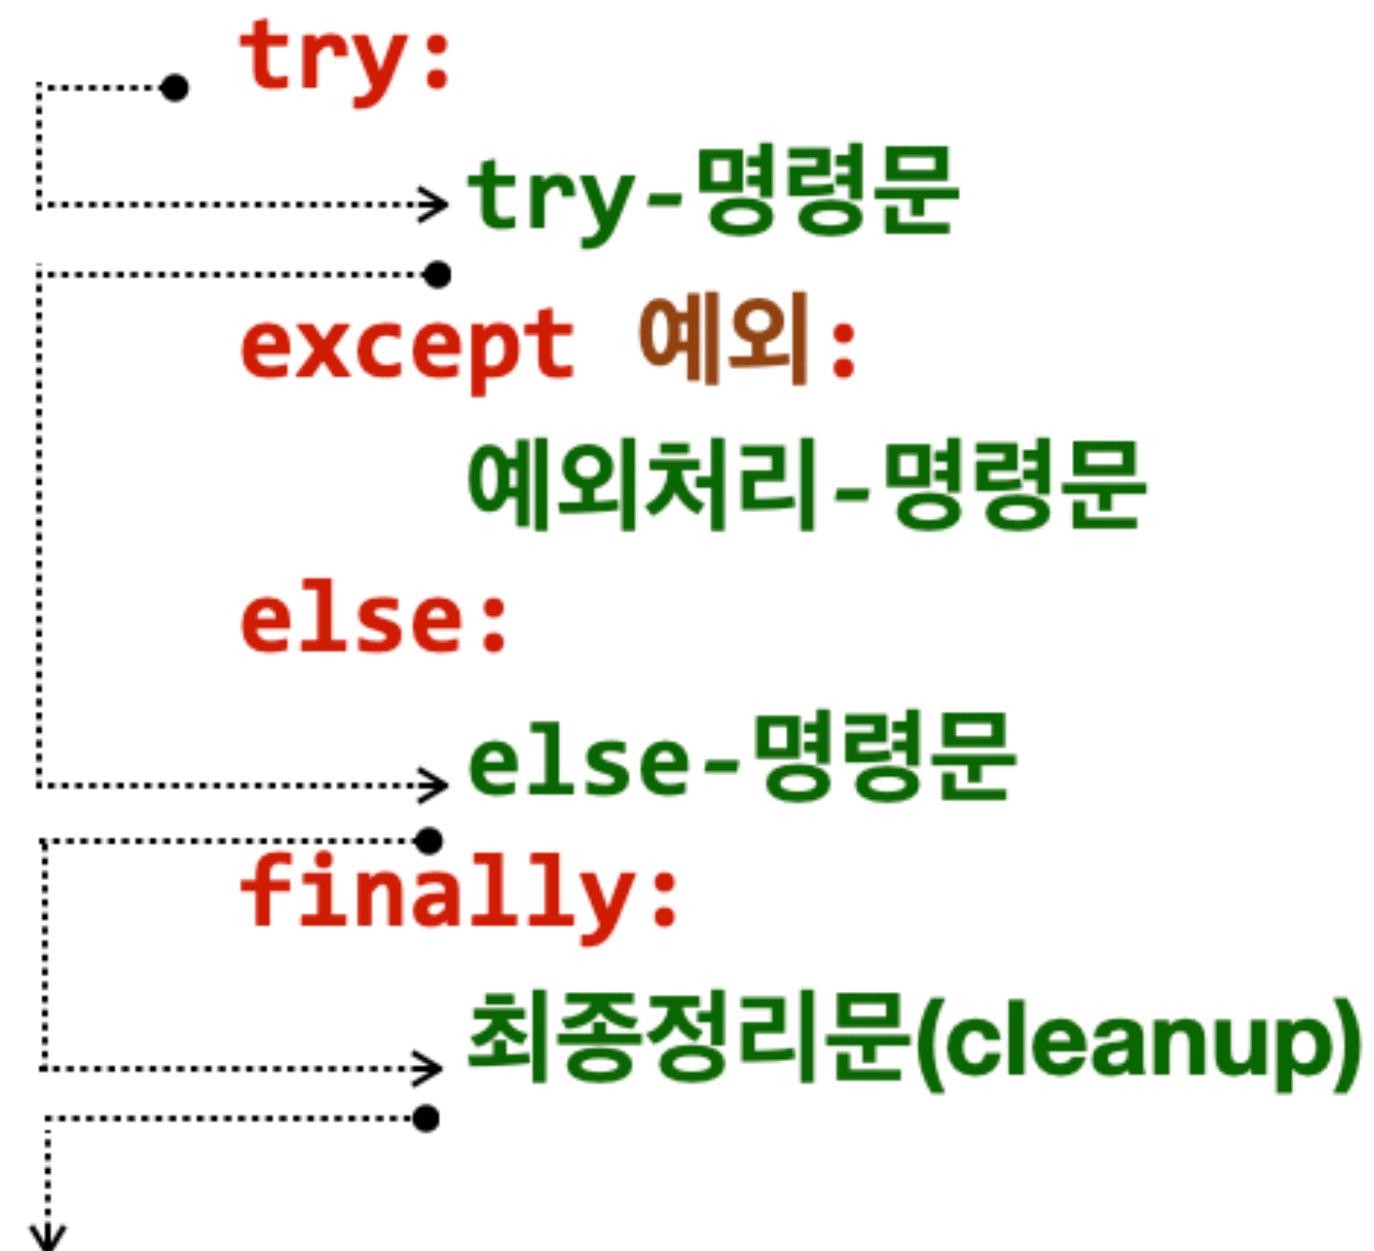 try:
try-명령문
except 예외:
예외처리-명령문
else:
else-명령문
finally:
최종정리문(cleanup)